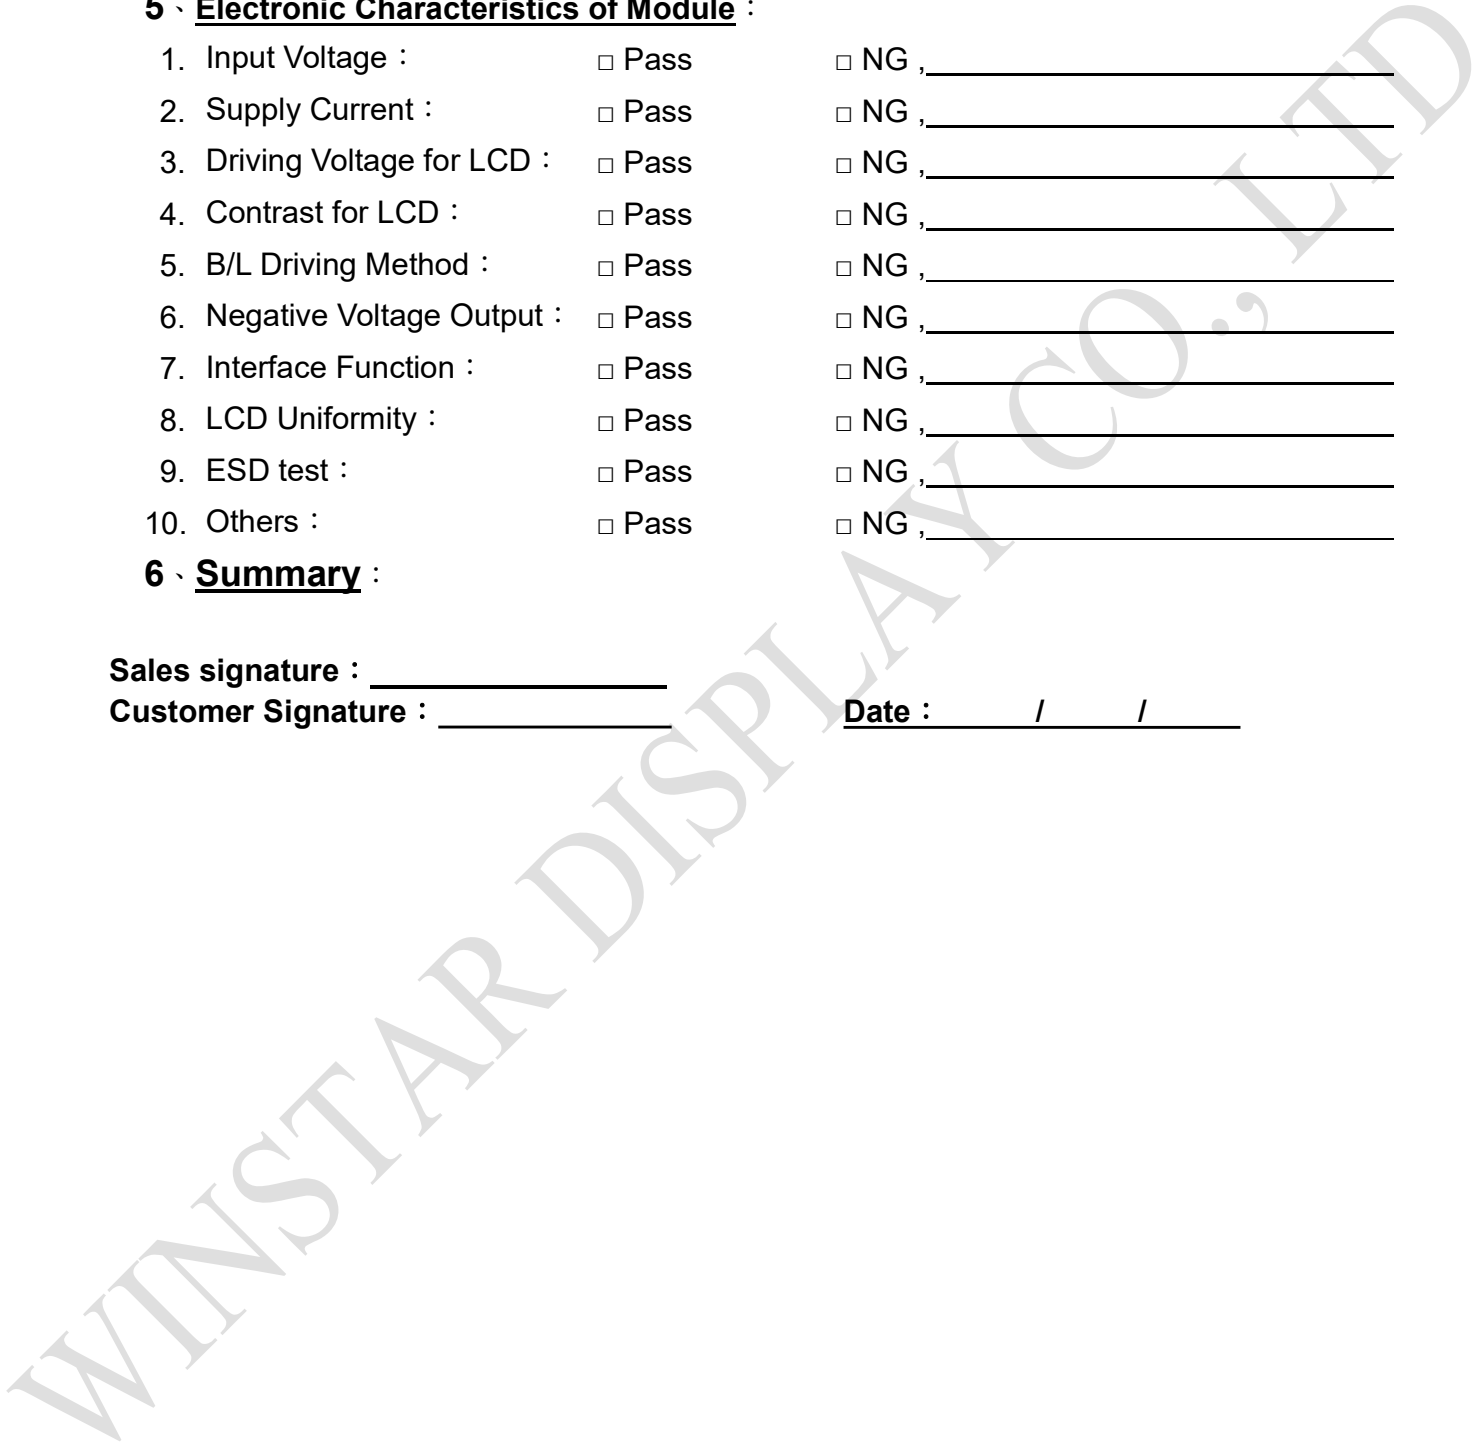 5、Electronic Characteristics of Module：
1. Input Voltage： □ Pass □ NG ,
2. Supply Current： □ Pass □ NG ,
3. Driving Voltage for LCD： □ Pass □ NG ,
4. Contrast for LCD： □ Pass □ NG ,
5. B/L Driving Method： □ Pass □ NG ,
6. Negative Voltage Output： □ Pass □ NG ,
7. Interface Function： □ Pass □ NG ,
8. LCD Uniformity： □ Pass □ NG ,
9. ESD test： □ Pass □ NG ,
10. Others： □ Pass □ NG ,
6、Summary：
Sales signature：
Customer Signature： Date： / /
WINSTAR DISPLAY CO., LTD